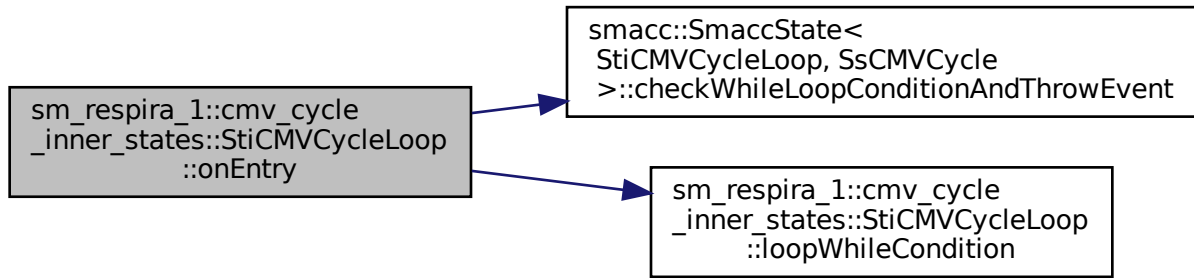 sm_respira_1::cmv_cycle
_inner_states::StiCMVCycleLoop
::onEntry
smacc::SmaccState<
StiCMVCycleLoop, SsCMVCycle
>::checkWhileLoopConditionAndThrowEvent
sm_respira_1::cmv_cycle
_inner_states::StiCMVCycleLoop
::loopWhileCondition